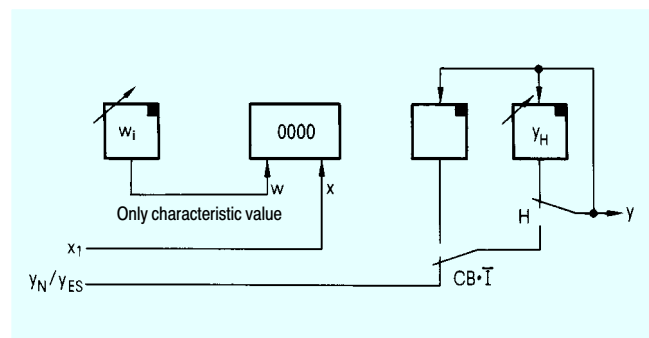 wi
0000
yH
w
x
Only characteristic value
H
y
x1
yN/yES
CB·Ī